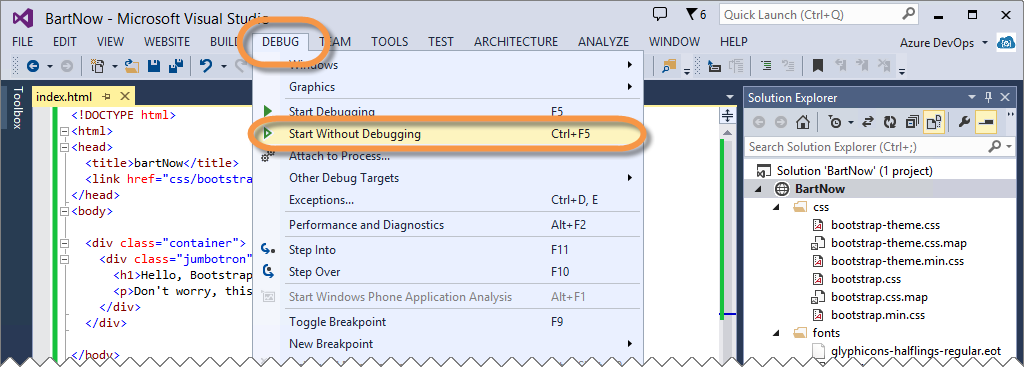 BartNow - Microsoft Visual Studio
6
Quick Launch (Ctrl+Q)
FILE EDIT VIEW WEBSITE BUILD DEBUG TEAM TOOLS TEST ARCHITECTURE ANALYZE WINDOW HELP
Azure DevOps
Toolbox
index.html
<!DOCTYPE html>
<html>
<head>
<title>bartNow</title>
<link href="css/bootstra
</head>
<body>
<div class="container">
<div class="jumbotron"
<h1>Hello, Bootstrap
<p>Don't worry, this
</div>
</div>
</body>
Windows
Graphics
Start Debugging F5
Start Without Debugging Ctrl+F5
Attach to Process...
Other Debug Targets
Exceptions... Ctrl+D, E
Performance and Diagnostics Alt+F2
Step Into F11
Step Over F10
Start Windows Phone Application Analysis Alt+F1
Toggle Breakpoint F9
New Breakpoint
Solution Explorer
Search Solution Explorer (Ctrl+;)
Solution 'BartNow' (1 project)
BartNow
css
bootstrap-theme.css
bootstrap-theme.css.map
bootstrap-theme.min.css
bootstrap.css
bootstrap.css.map
bootstrap.min.css
fonts
glyphicons-halflings-regular.eot